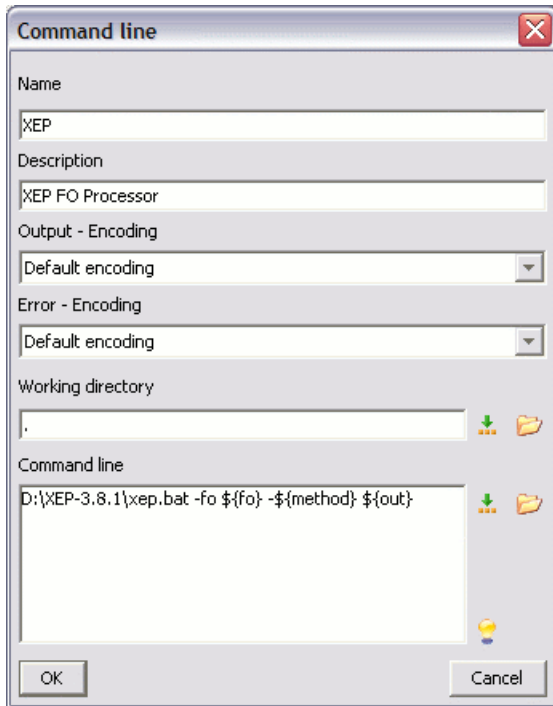 Command line
Name
XEP
Description
XEP FO Processor
Output - Encoding
Default encoding
Error - Encoding
Default encoding
Working directory
.
Command line
D:\XEP-3.8.1\xep.bat -fo ${fo} -${method} ${out}
OK
Cancel